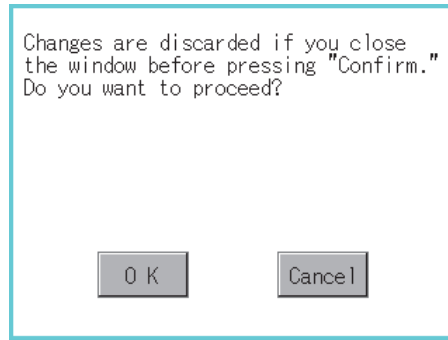 Changes are discarded if you close
the window before pressing "Confirm."
Do you want to proceed?
O K
Cancel